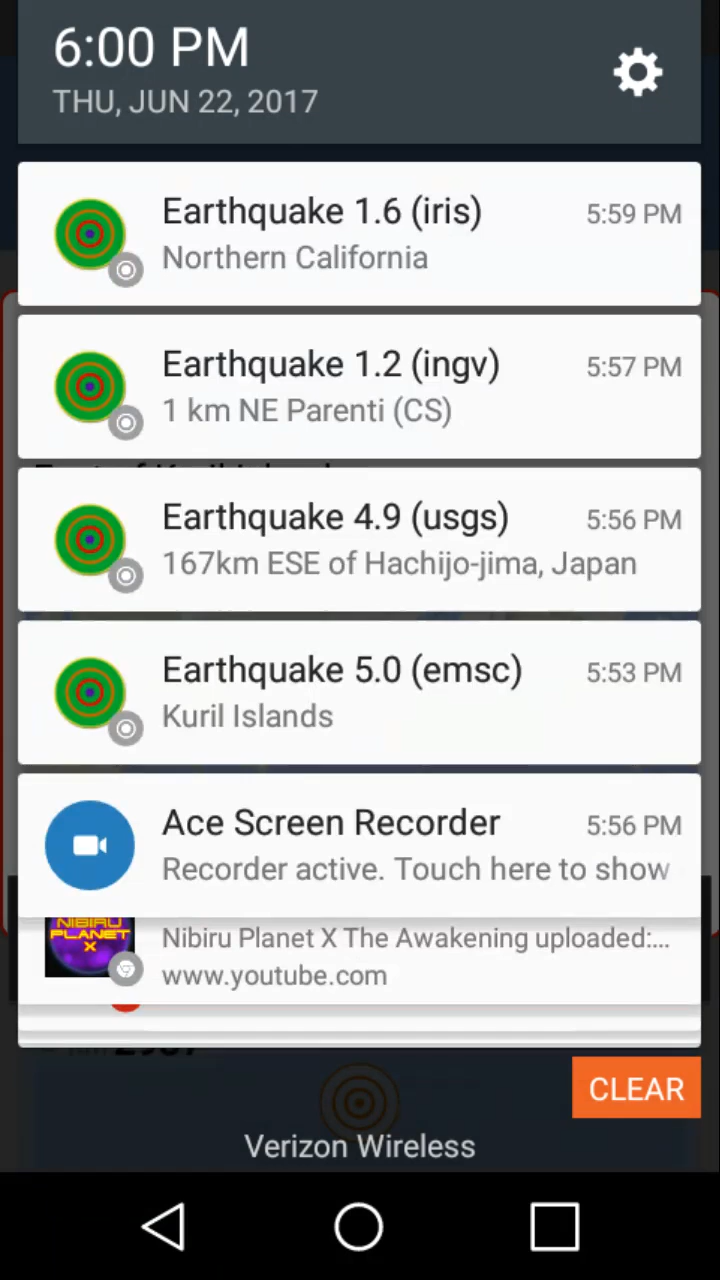 6:00 PM
THU, JUN 22, 2017
Earthquake 1.6 (iris) 5:59 PM
Northern California
Earthquake 1.2 (ingv) 5:57 PM
1 km NE Parenti (CS)
Earthquake 4.9 (usgs) 5:56 PM
167km ESE of Hachijo-jima, Japan
Earthquake 5.0 (emsc) 5:53 PM
Kuril Islands
Ace Screen Recorder 5:56 PM
Recorder active. Touch here to show
NIBIRU
PLANET
X
Nibiru Planet X The Awakening uploaded:...
www.youtube.com
CLEAR
Verizon Wireless